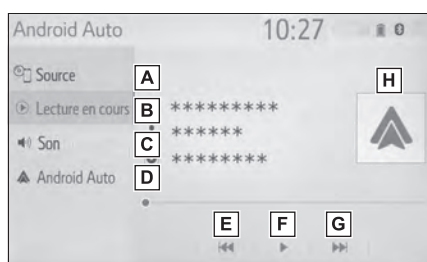 Android Auto 10:27
Source A H
Lecture en cours B *********
Son C ******
********
Android Auto D
E F G